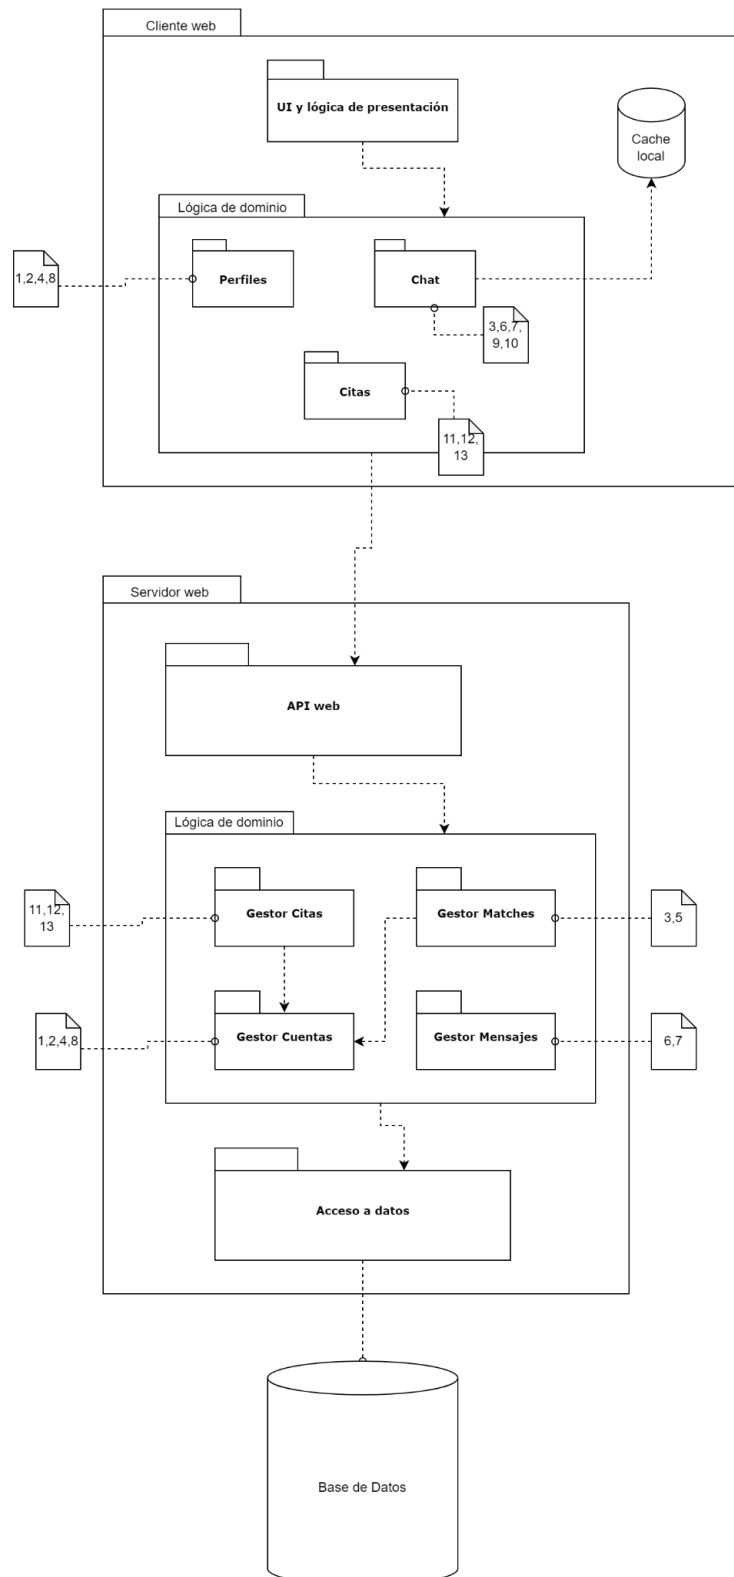 Cliente web
UI y lógica de presentación
Cache
local
Lógica de dominio
1,2,4,8
Perfiles
Chat
3,6,7,
9,10
Citas
11,12,
13
Servidor web
API web
Lógica de dominio
11,12,
13
Gestor Citas
Gestor Matches
3,5
1,2,4,8
Gestor Cuentas
Gestor Mensajes
6,7
Acceso a datos
Base de Datos